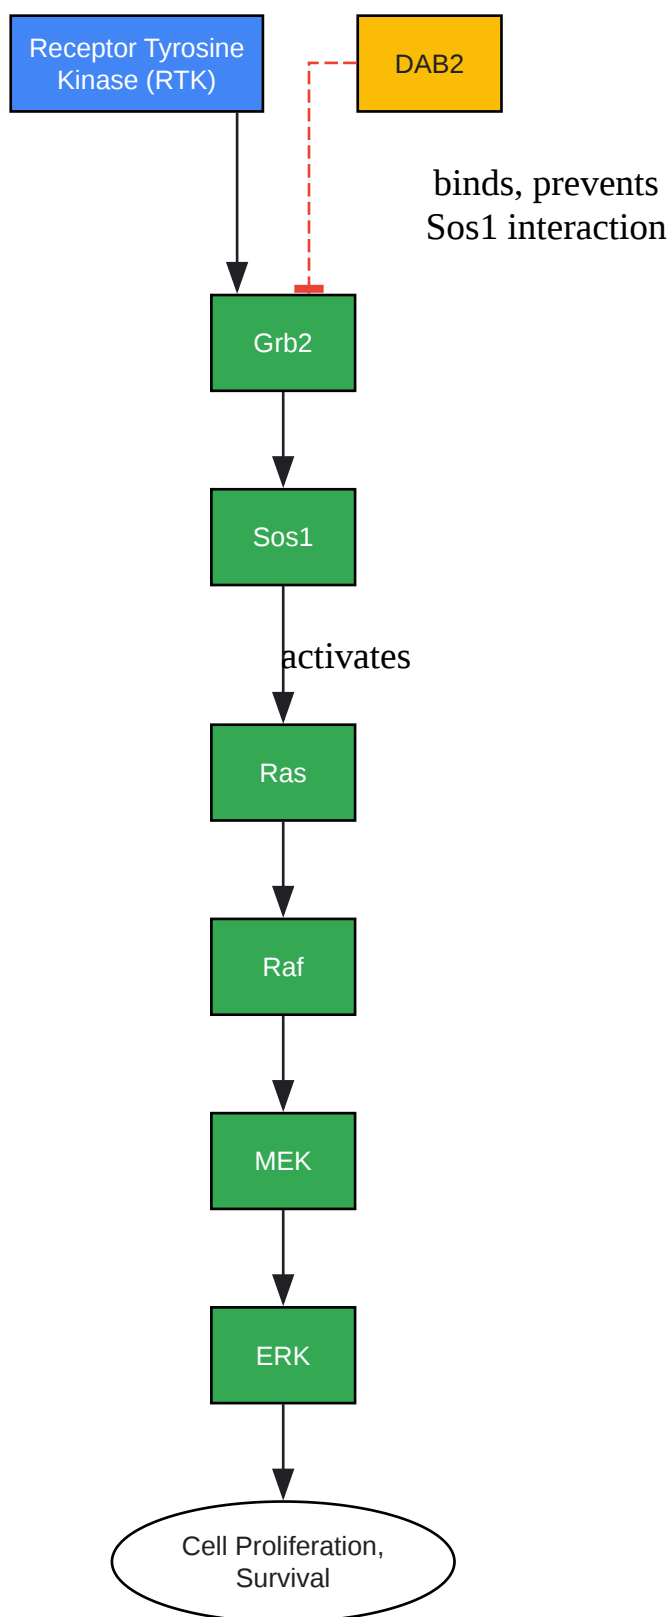 Receptor Tyrosine
Kinase (RTK)
DAB2
binds, prevents
Sos1 interaction
Grb2
Sos1
activates
Ras
Raf
MEK
ERK
Cell Proliferation,
Survival